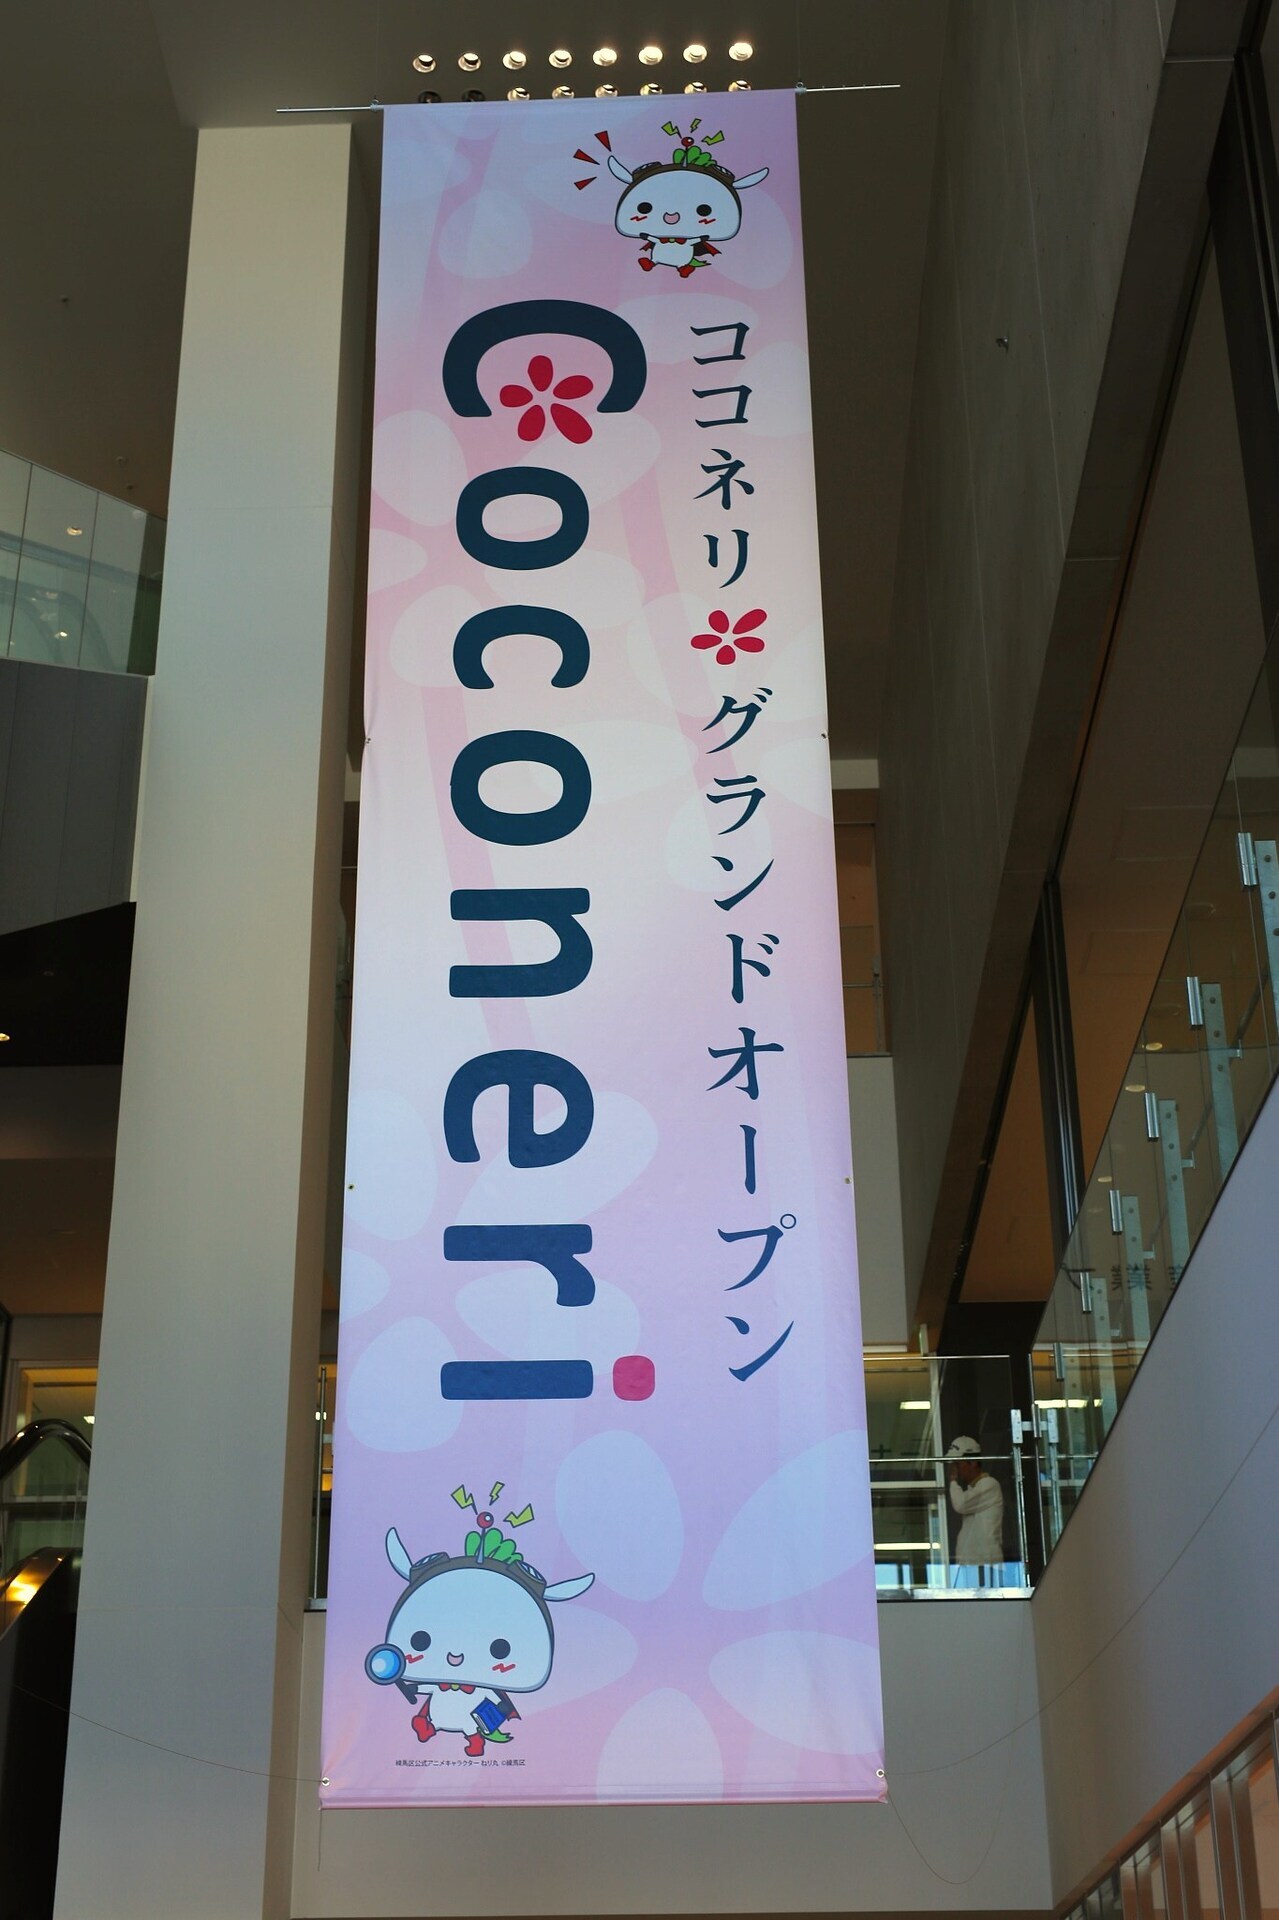 ココネリ グランドオープン
Coconeri
練馬区公式アニメキャラクター ねり丸 ©練馬区